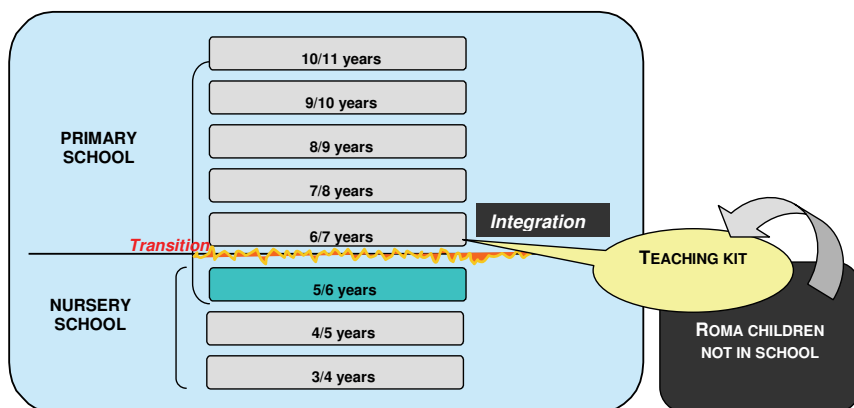 10/11 years
9/10 years
PRIMARY
SCHOOL
8/9 years
7/8 years
Integration
6/7 years
Transition
TEACHING KIT
5/6 years
NURSERY
SCHOOL
4/5 years
3/4 years
ROMA CHILDREN
NOT IN SCHOOL